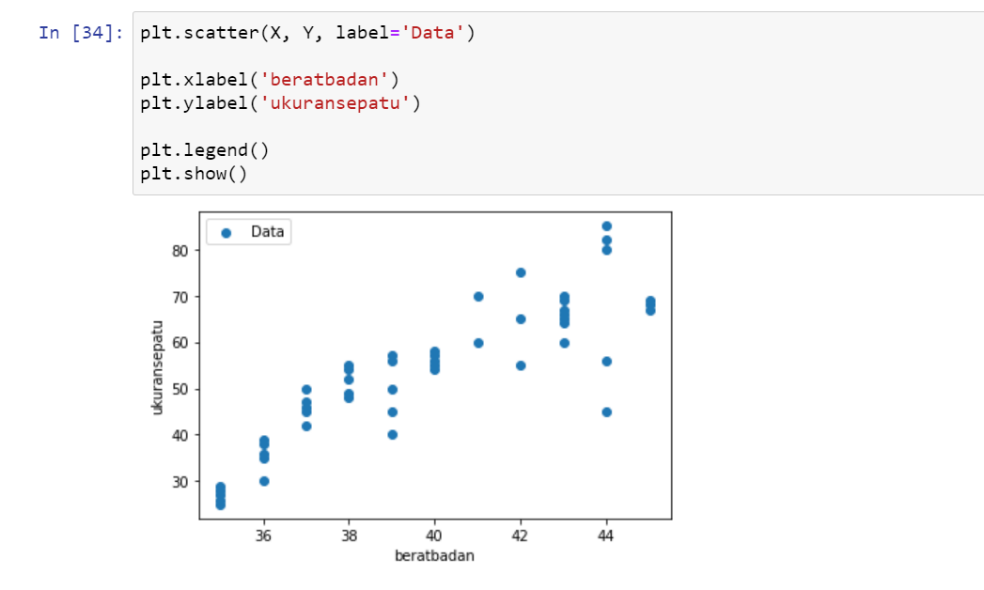 In [34]: plt.scatter(X, Y, label='Data')
plt.xlabel('beratbadan')
plt.ylabel('ukuransepatu')
plt.legend()
plt.show()
Data
80
70
60
50
40
30
ukuransepatu
36 38 40 42 44
beratbadan